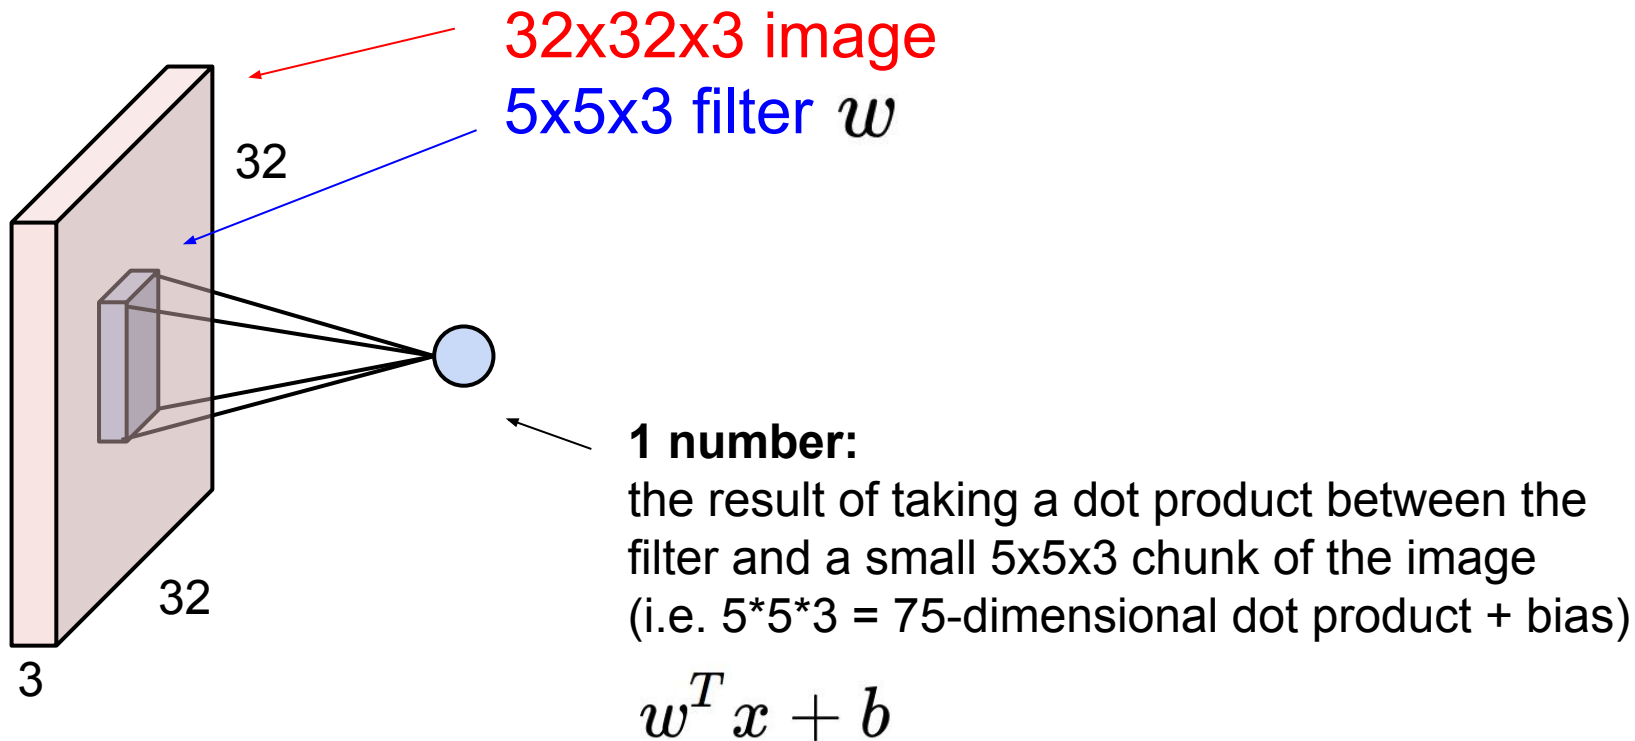 32x32x3 image
5x5x3 filter w
32
32
3
1 number:
the result of taking a dot product between the
filter and a small 5x5x3 chunk of the image
(i.e. 5*5*3 = 75-dimensional dot product + bias)
w^T x + b